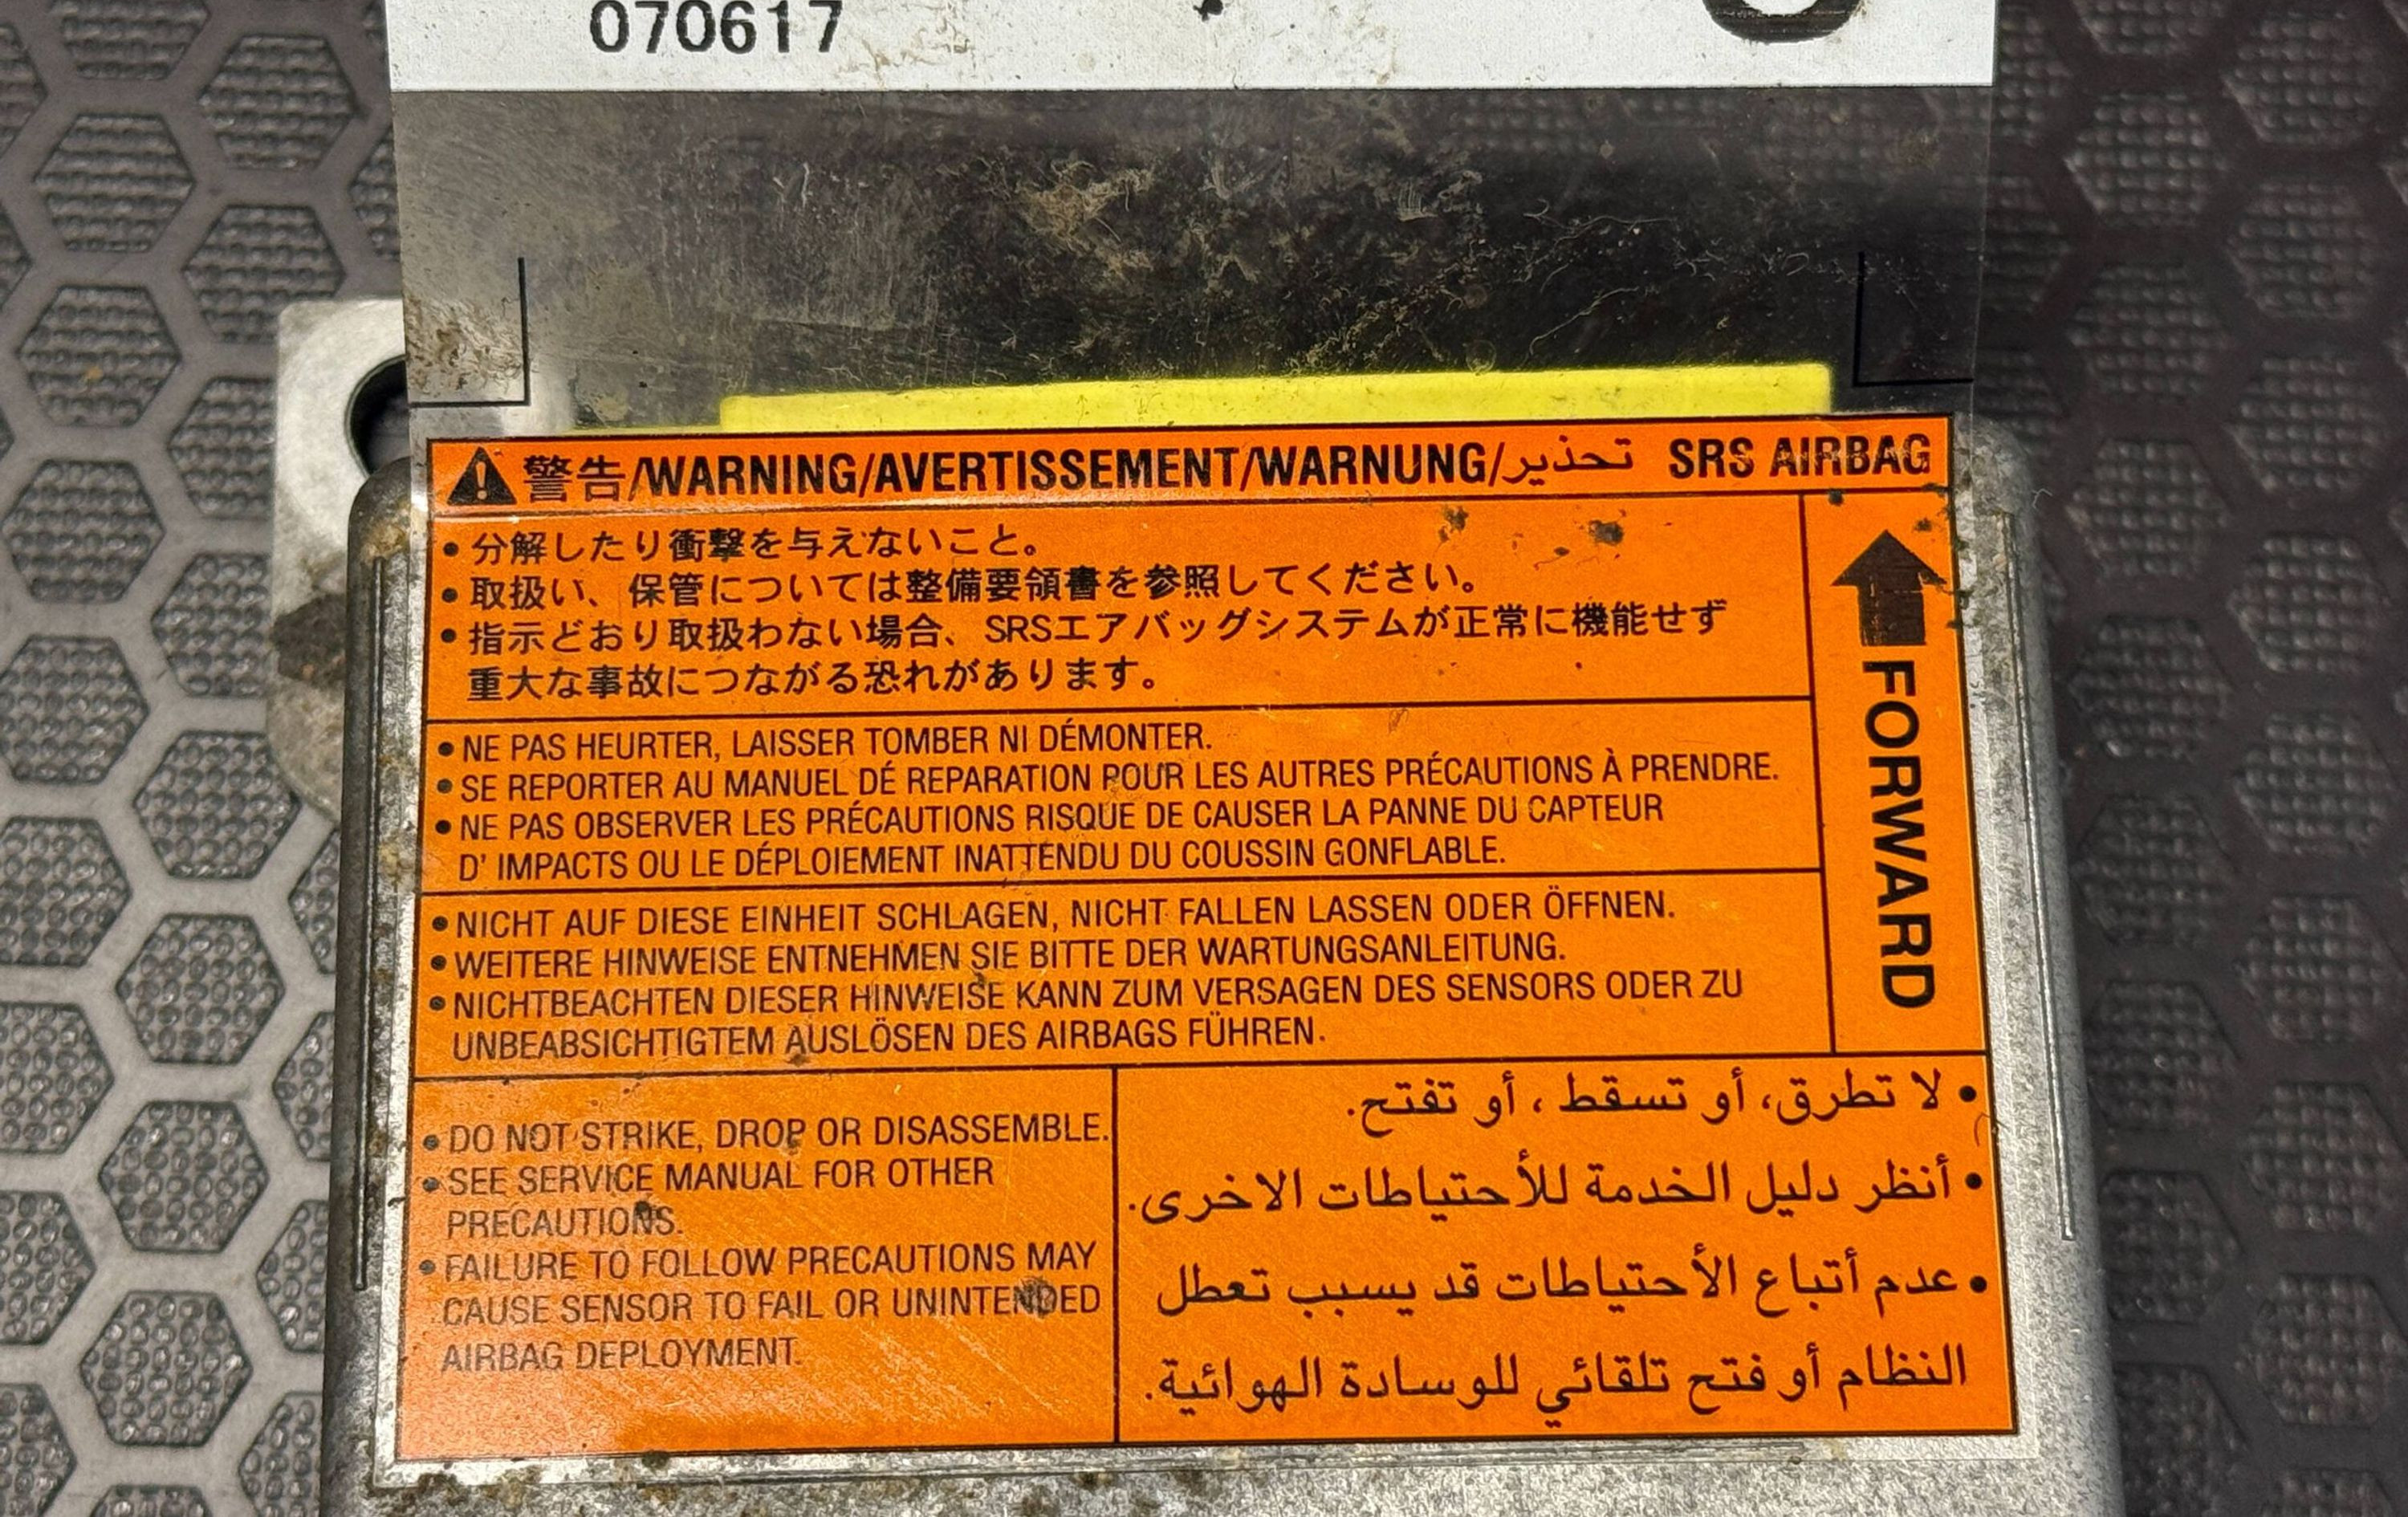 070617
警告/WARNING/AVERTISSEMENT/WARNUNG/تحذير SRS AIRBAG
• 分解したり衝撃を与えないこと。
• 取扱い、保管については整備要領書を参照してください。
• 指示どおり取扱わない場合、SRSエアバッグシステムが正常に機能せず
重大な事故につながる恐れがあります。
FORWARD
• NE PAS HEURTER, LAISSER TOMBER NI DÉMONTER.
• SE REPORTER AU MANUEL DÉ REPARATION POUR LES AUTRES PRÉCAUTIONS À PRENDRE.
• NE PAS OBSERVER LES PRÉCAUTIONS RISQUE DE CAUSER LA PANNE DU CAPTEUR
D' IMPACTS OU LE DÉPLOIEMENT INATTENDU DU COUSSIN GONFLABLE.
• NICHT AUF DIESE EINHEIT SCHLAGEN, NICHT FALLEN LASSEN ODER ÖFFNEN.
• WEITERE HINWEISE ENTNEHMEN SIE BITTE DER WARTUNGSANLEITUNG.
• NICHTBEACHTEN DIESER HINWEISE KANN ZUM VERSAGEN DES SENSORS ODER ZU
UNBEABSICHTIGTEM AUSLÖSEN DES AIRBAGS FÜHREN.
• DO NOT STRIKE, DROP OR DISASSEMBLE.
• SEE SERVICE MANUAL FOR OTHER
PRECAUTIONS.
• FAILURE TO FOLLOW PRECAUTIONS MAY
CAUSE SENSOR TO FAIL OR UNINTENDED
AIRBAG DEPLOYMENT.
• لا تطرق، أو تسقط ، أو تفتح.
• أنظر دليل الخدمة للأحتياطات الاخرى.
• عدم أتباع الأحتياطات قد يسبب تعطل
النظام أو فتح تلقائي للوسادة الهوائية.